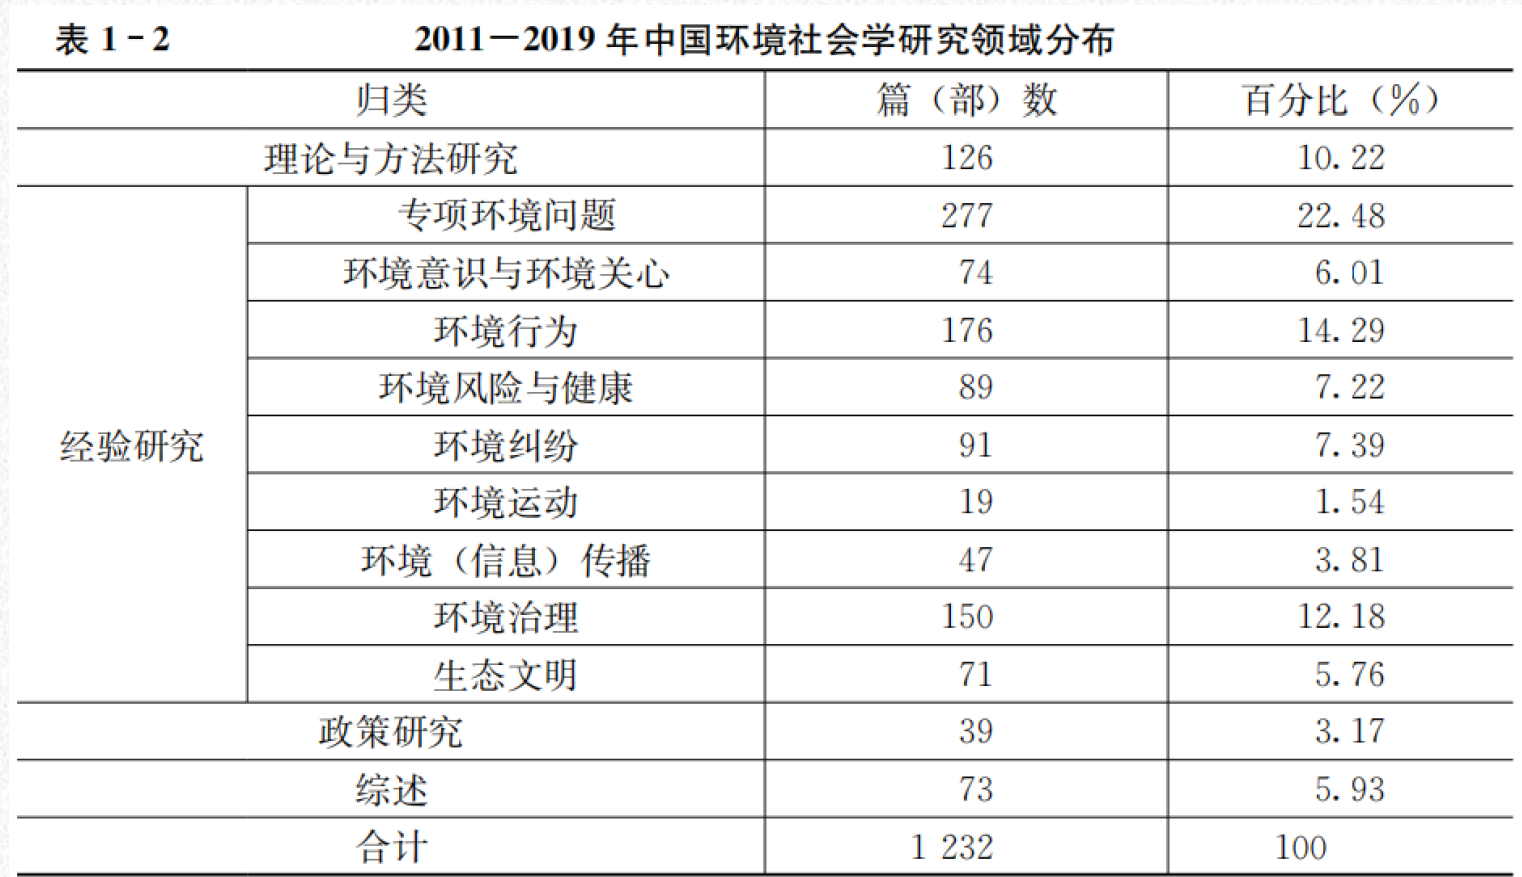 表 1-2 2011—2019 年中国环境社会学研究领域分布
归类 篇（部）数 百分比（%）
理论与方法研究 126 10.22
经验研究 专项环境问题 277 22.48
环境意识与环境关心 74 6.01
环境行为 176 14.29
环境风险与健康 89 7.22
环境纠纷 91 7.39
环境运动 19 1.54
环境（信息）传播 47 3.81
环境治理 150 12.18
生态文明 71 5.76
政策研究 39 3.17
综述 73 5.93
合计 1 232 100